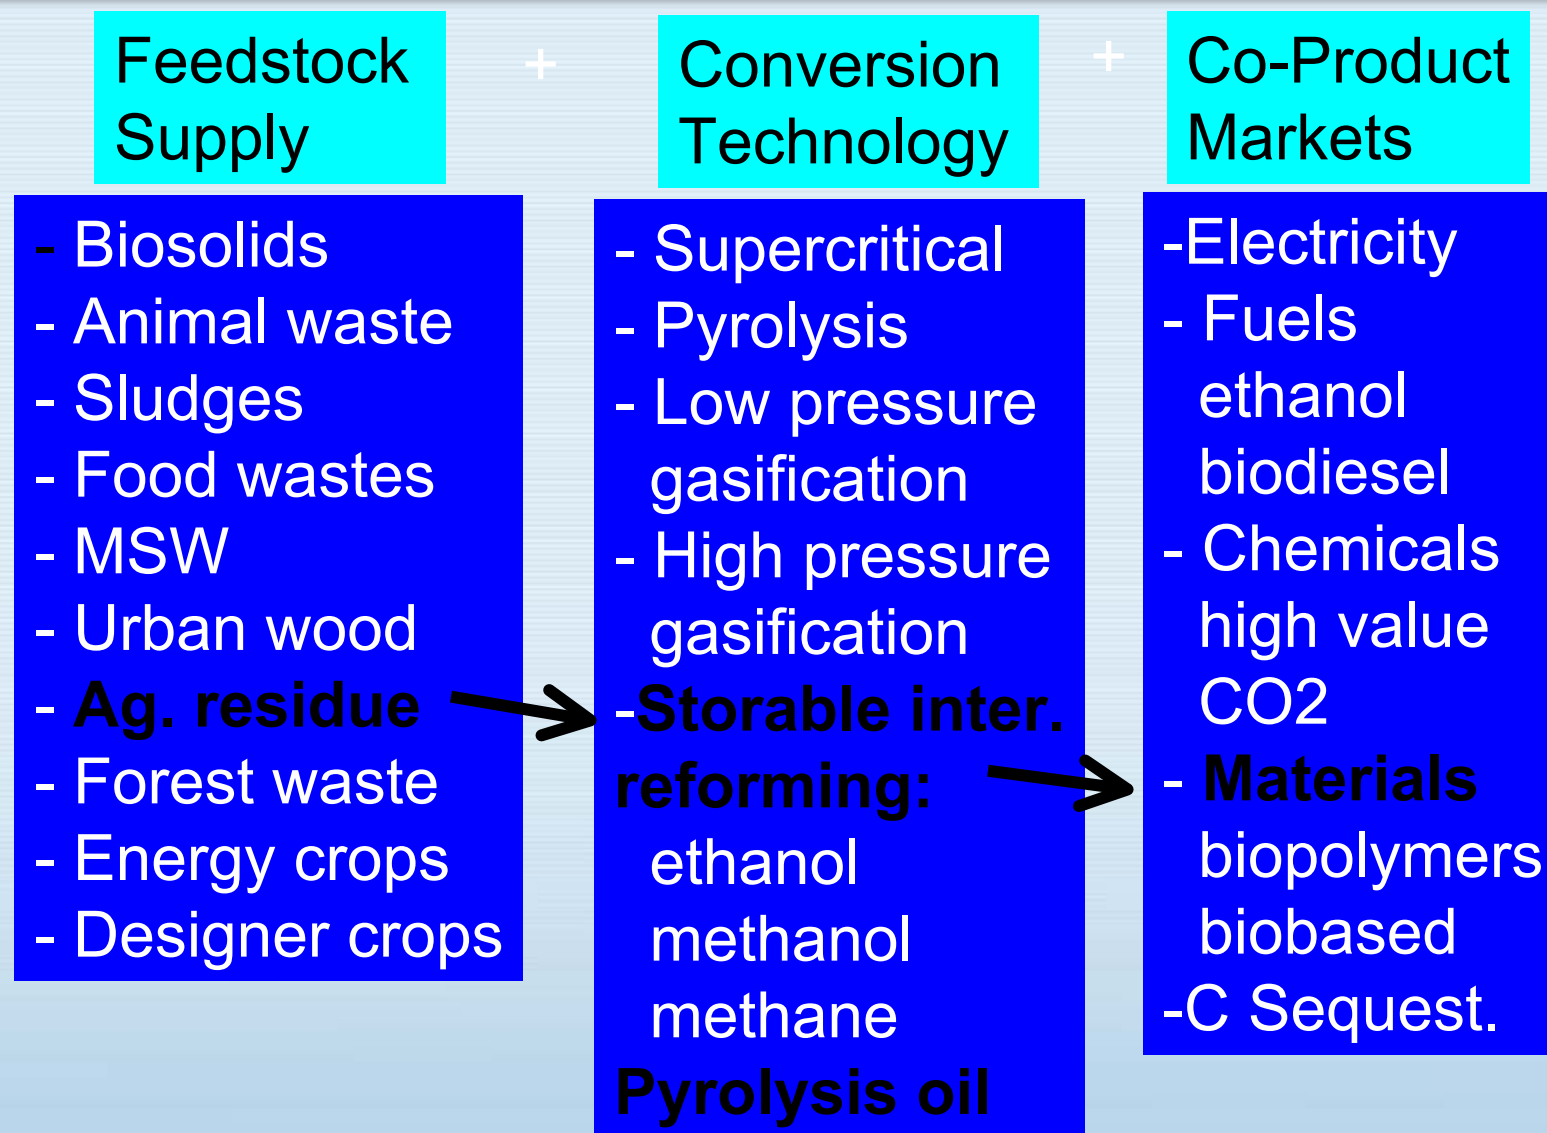 Feedstock
Supply
+
Conversion
Technology
+
Co-Product
Markets
- Biosolids
- Animal waste
- Sludges
- Food wastes
- MSW
- Urban wood
- Ag. residue
- Forest waste
- Energy crops
- Designer crops
- Supercritical
- Pyrolysis
- Low pressure
gasification
- High pressure
gasification
-Storable inter.
reforming:
ethanol
methanol
methane
Pyrolysis oil
-Electricity
- Fuels
ethanol
biodiesel
- Chemicals
high value
CO2
- Materials
biopolymers
biobased
-C Sequest.